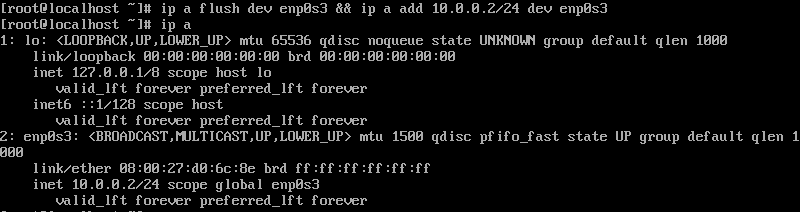 [root@localhost ~]# ip a flush dev enp0s3 && ip a add 10.0.0.2/24 dev enp0s3
[root@localhost ~]# ip a
1: lo: <LOOPBACK,UP,LOWER_UP> mtu 65536 qdisc noqueue state UNKNOWN group default qlen 1000
    link/loopback 00:00:00:00:00:00 brd 00:00:00:00:00:00
    inet 127.0.0.1/8 scope host lo
       valid_lft forever preferred_lft forever
    inet6 ::1/128 scope host
       valid_lft forever preferred_lft forever
2: enp0s3: <BROADCAST,MULTICAST,UP,LOWER_UP> mtu 1500 qdisc pfifo_fast state UP group default qlen 1
000
    link/ether 08:00:27:d0:6c:8e brd ff:ff:ff:ff:ff:ff
    inet 10.0.0.2/24 scope global enp0s3
       valid_lft forever preferred_lft forever